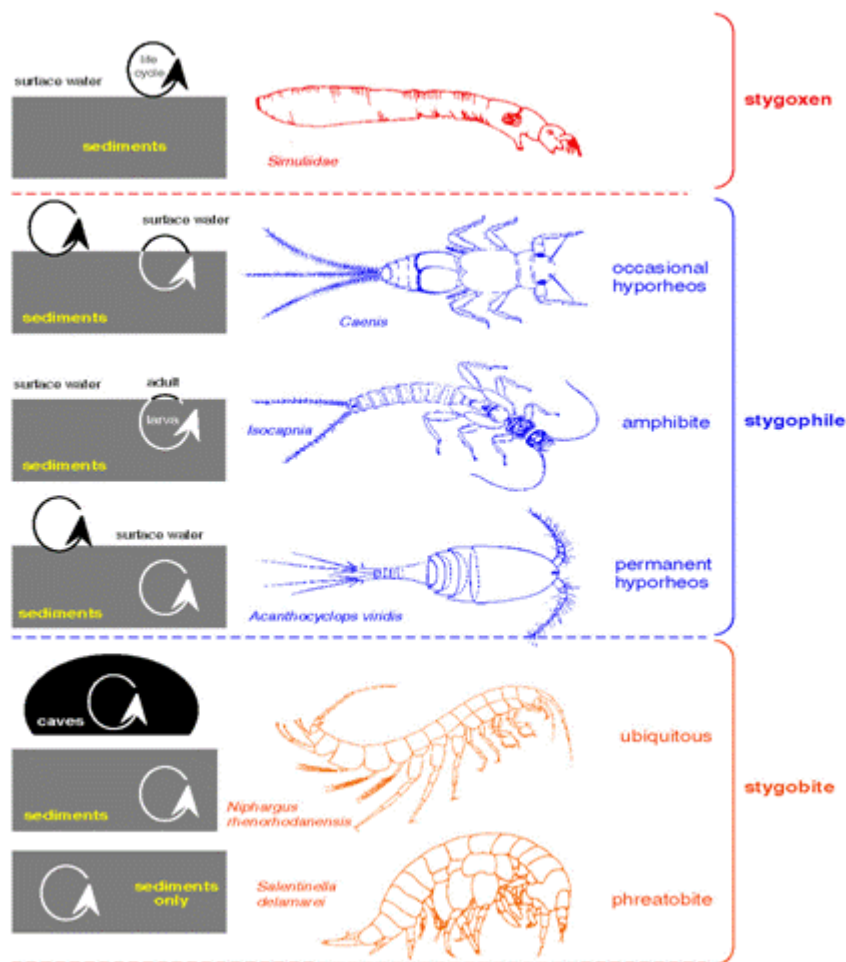 life
cycle
surface water
sediments
Simuliidae
stygoxen
surface water
sediments
Caenis
occasional
hyporheos
surface water
adult
larva
sediments
Isocapnia
amphibite
stygophile
surface water
sediments
Acanthocyclops viridis
permanent
hyporheos
caves
sediments
Niphargus
rhenorhodanensis
ubiquitous
stygobite
sediments
only
Salentinella
delamarei
phreatobite